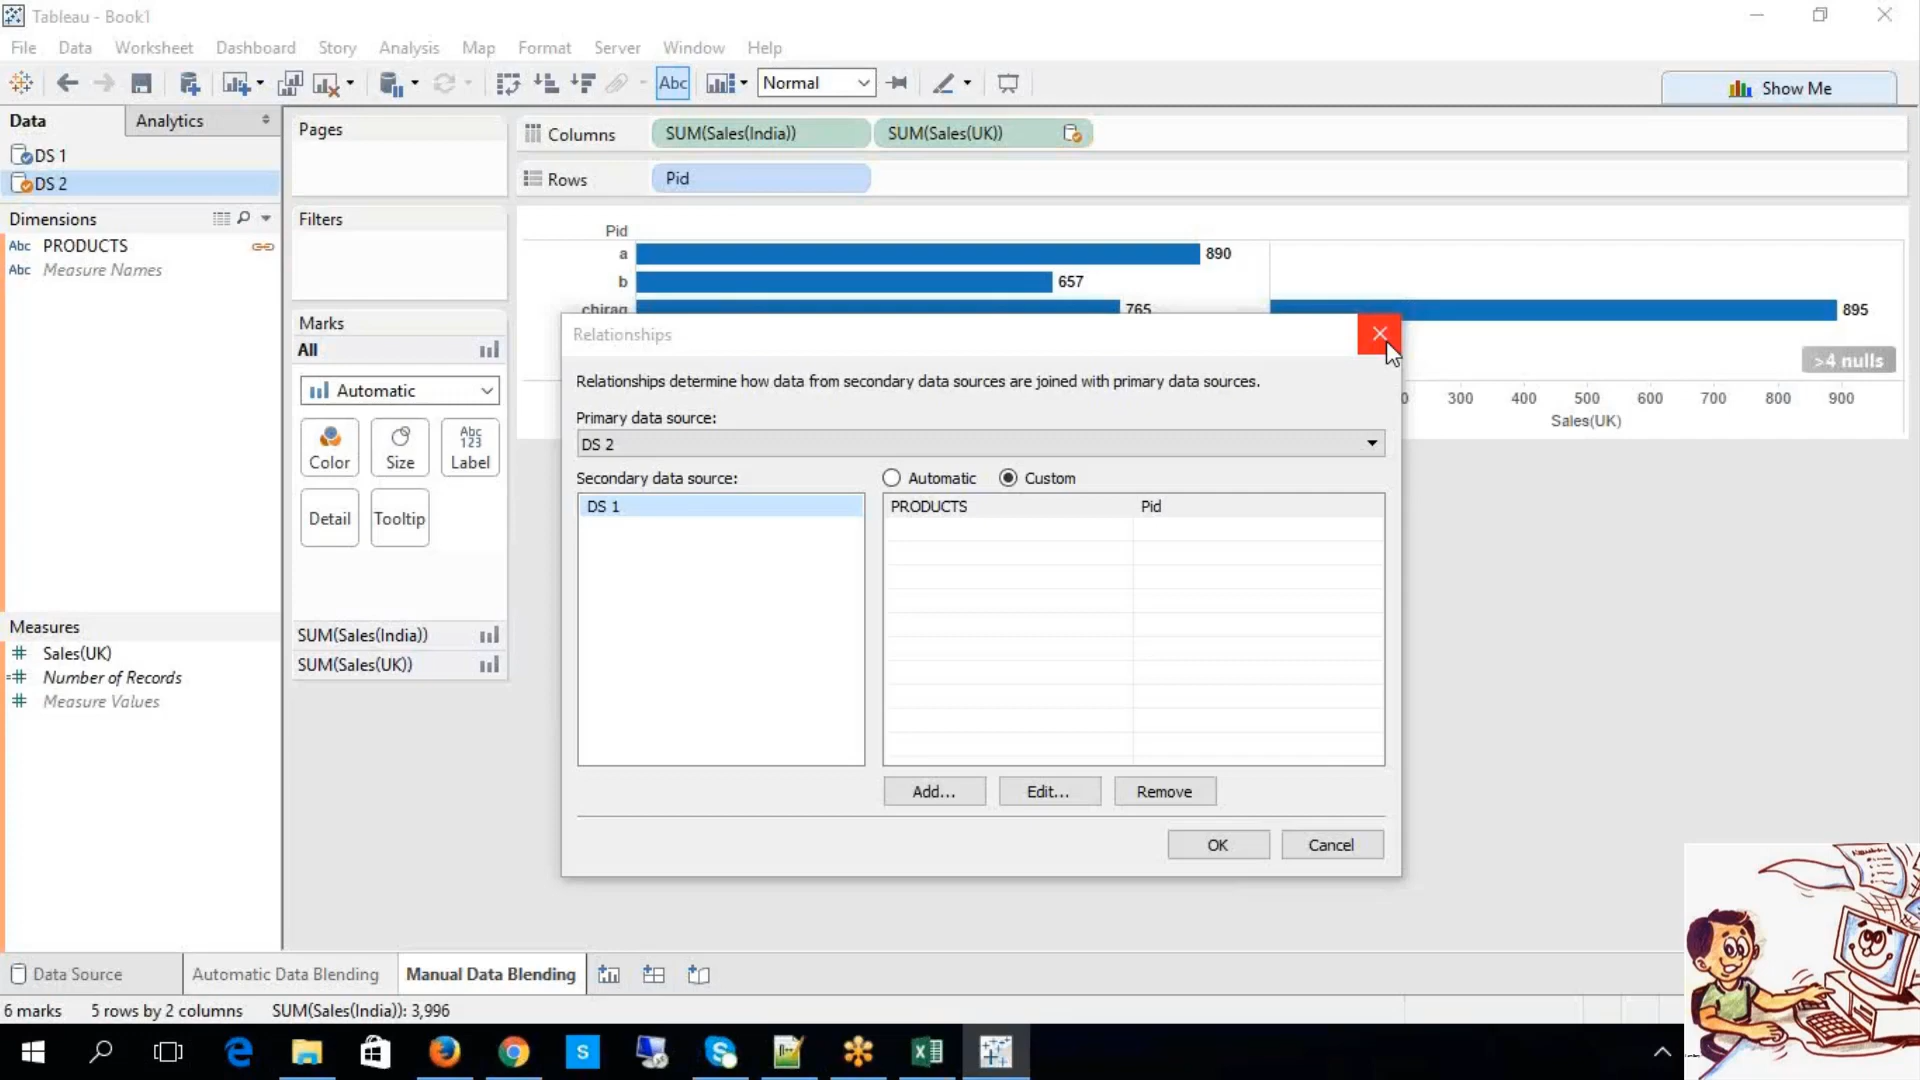 Tableau - Book1
File Data Worksheet Dashboard Story Analysis Map Format Server Window Help
Abc Normal Show Me
Data Analytics
DS 1
DS 2
Dimensions
Abc PRODUCTS
Abc Measure Names
Measures
Sales(UK)
Number of Records
Measure Values
Pages
Filters
Marks
All
Automatic
Color Size Abc 123 Label
Detail Tooltip
SUM(Sales(India))
SUM(Sales(UK))
Columns SUM(Sales(India)) SUM(Sales(UK))
Rows Pid
Pid
a 890
b 657
chirag 765 895
>4 nulls
0 300 400 500 600 700 800 900
Sales(UK)
Relationships
Relationships determine how data from secondary data sources are joined with primary data sources.
Primary data source:
DS 2
Secondary data source: Automatic Custom
DS 1 PRODUCTS Pid
Add... Edit... Remove
OK Cancel
Data Source Automatic Data Blending Manual Data Blending
6 marks 5 rows by 2 columns SUM(Sales(India)): 3,996